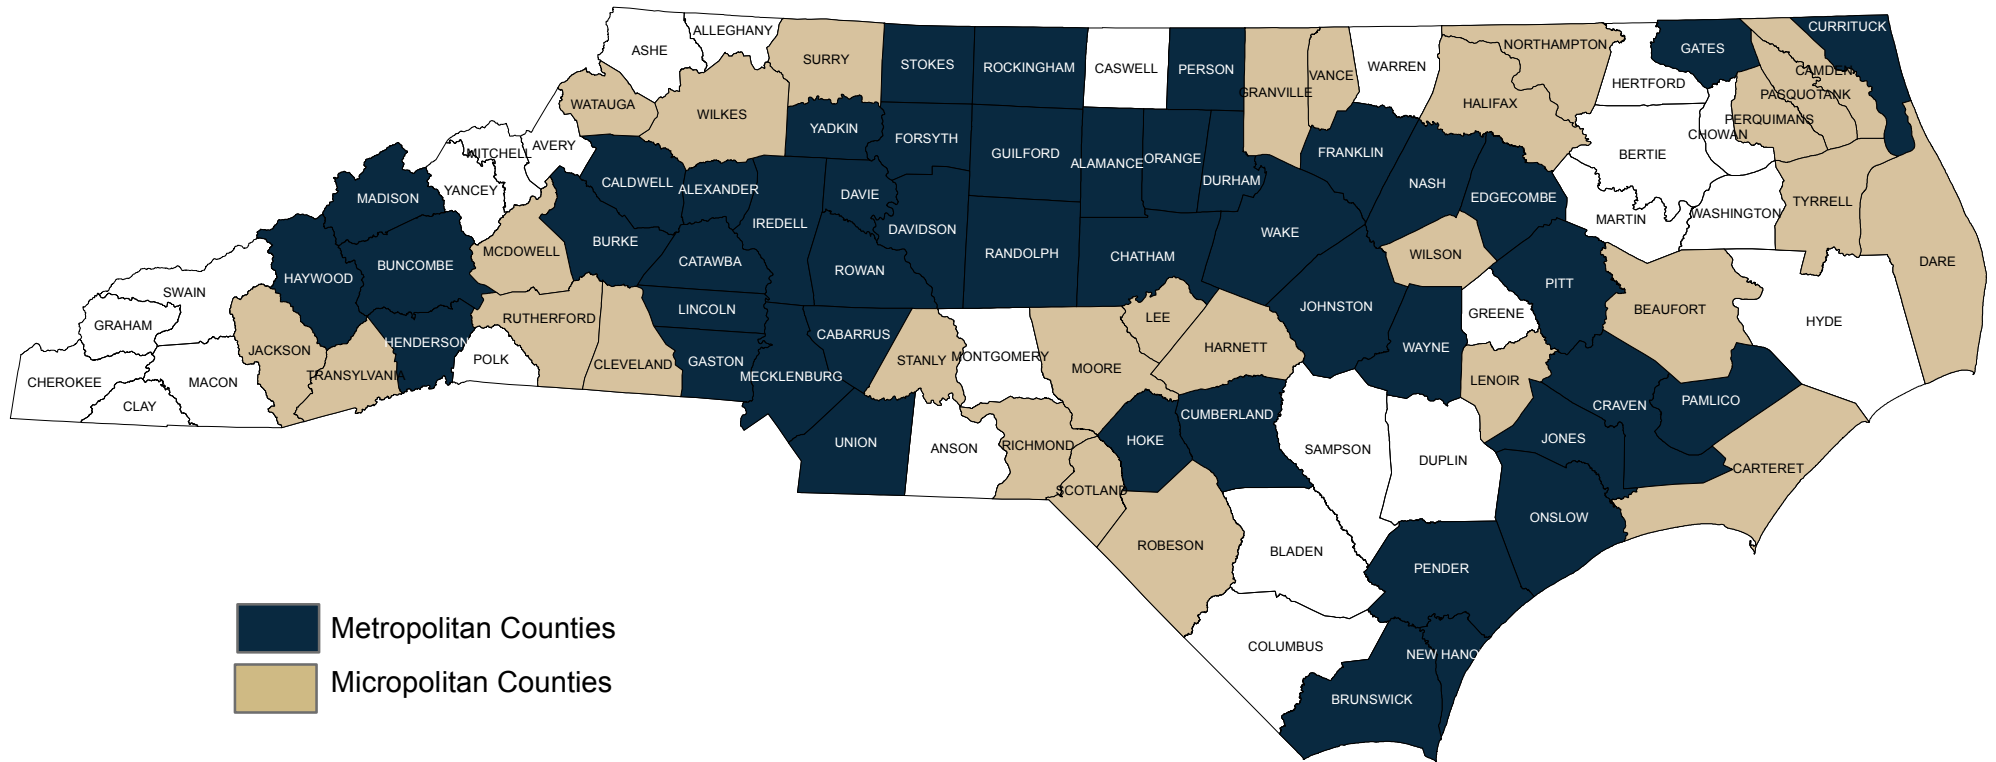 ALLEGHANY
ASHE
SURRY
STOKES
ROCKINGHAM
CASWELL
PERSON
GRANVILLE
VANCE
WARREN
NORTHAMPTON
HALIFAX
HERTFORD
GATES
CURRITUCK
CAMDEN
PASQUOTANK
PERQUIMANS
CHOWAN
BERTIE
WATAUGA
WILKES
YADKIN
FORSYTH
GUILFORD
ALAMANCE
ORANGE
DURHAM
FRANKLIN
NASH
EDGECOMBE
MARTIN
WASHINGTON
TYRRELL
DARE
MITCHELL
AVERY
YANCEY
MADISON
CALDWELL
ALEXANDER
IREDELL
DAVIE
DAVIDSON
RANDOLPH
CHATHAM
WAKE
WILSON
PITT
BEAUFORT
HYDE
HAYWOOD
BUNCOMBE
MCDOWELL
BURKE
CATAWBA
ROWAN
LINCOLN
SWAIN
GRAHAM
CHEROKEE
CLAY
MACON
JACKSON
TRANSYLVANIA
HENDERSON
POLK
RUTHERFORD
CLEVELAND
GASTON
MECKLENBURG
CABARRUS
STANLY
MONTGOMERY
MOORE
LEE
HARNETT
JOHNSTON
WAYNE
GREENE
LENOIR
CRAVEN
PAMLICO
JONES
CARTERET
ONSLOW
UNION
ANSON
RICHMOND
SCOTLAND
HOKE
CUMBERLAND
SAMPSON
DUPLIN
ROBESON
BLADEN
PENDER
COLUMBUS
NEW HANO
BRUNSWICK
Metropolitan Counties
Micropolitan Counties